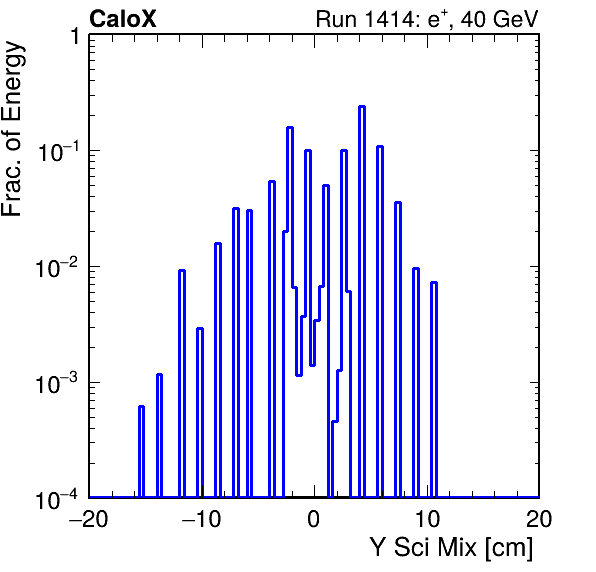 CaloX Run 1414: e⁺, 40 GeV
Frac. of Energy
1
10⁻¹
10⁻²
10⁻³
10⁻⁴
−20 −10 0 10 20
Y Sci Mix [cm]